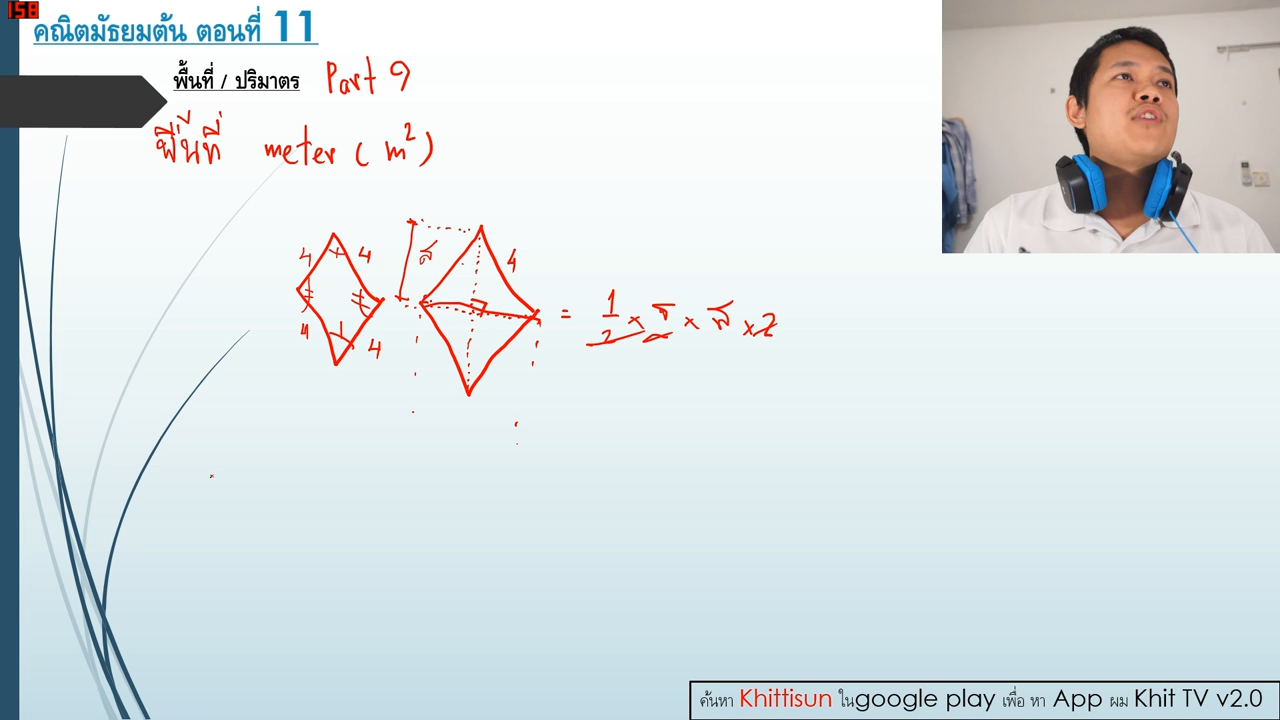 158
คณิตมัธยมต้น ตอนที่ 11
พื้นที่ / ปริมาตร Part 9
พื้นที่ meter ( m² )
4 4
4 4
ส 4
= 1/2 × ฐ × ส × 2
ค้นหา Khittisun ในgoogle play เพื่อ หา App ผม Khit TV v2.0